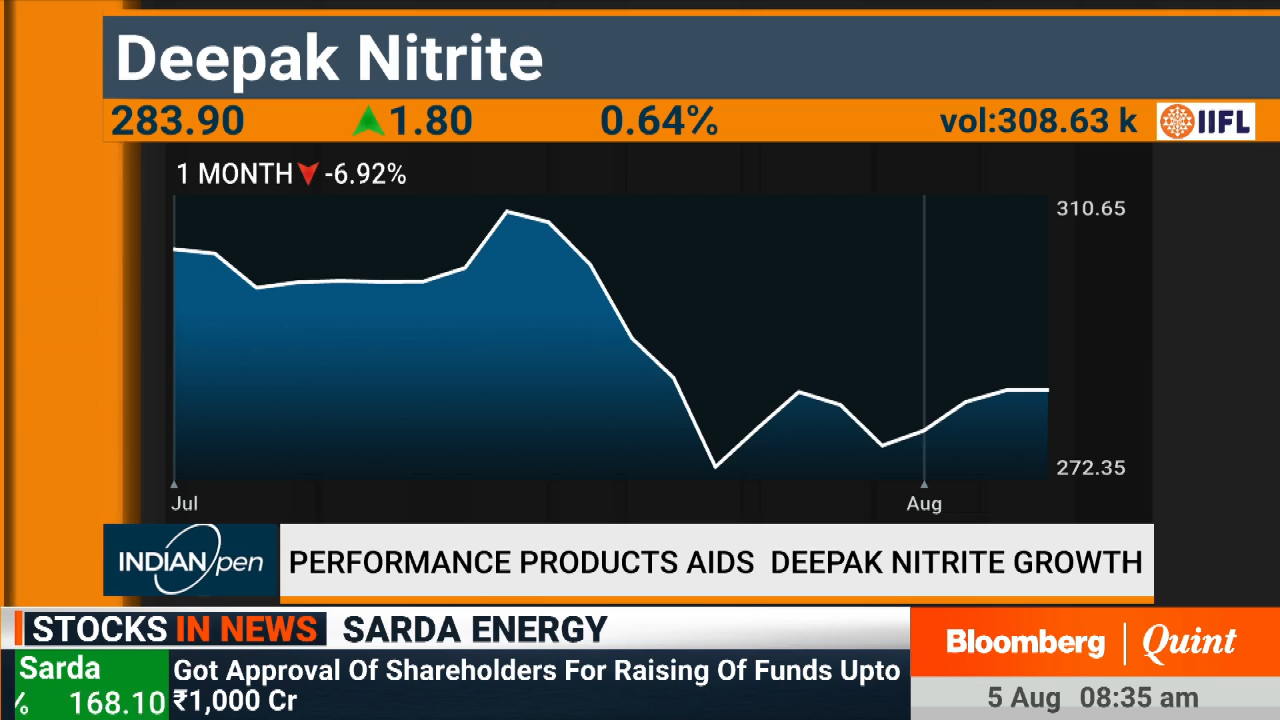 Deepak Nitrite
283.90 1.80 0.64% vol:308.63 k IIFL
1 MONTH -6.92%
310.65
272.35
Jul Aug
INDIAN Open
PERFORMANCE PRODUCTS AIDS DEEPAK NITRITE GROWTH
STOCKS IN NEWS SARDA ENERGY
Sarda
% 168.10
Got Approval Of Shareholders For Raising Of Funds Upto
₹1,000 Cr
Bloomberg | Quint
5 Aug 08:35 am